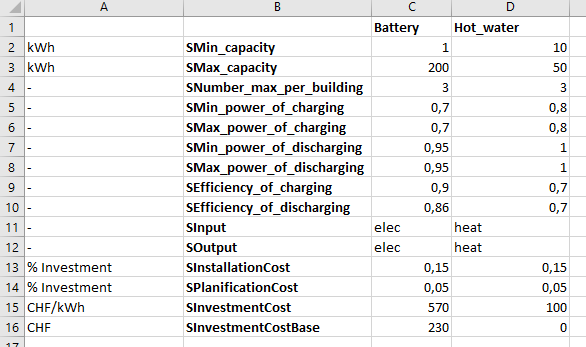 A B C D
1 Battery Hot_water
2 kWh SMin_capacity 1 10
3 kWh SMax_capacity 200 50
4 - SNumber_max_per_building 3 3
5 - SMin_power_of_charging 0,7 0,8
6 - SMax_power_of_charging 0,7 0,8
7 - SMin_power_of_discharging 0,95 1
8 - SMax_power_of_discharging 0,95 1
9 - SEfficiency_of_charging 0,9 0,7
10 - SEfficiency_of_discharging 0,86 0,7
11 - SInput elec heat
12 - SOutput elec heat
13 % Investment SInstallationCost 0,15 0,15
14 % Investment SPlanificationCost 0,05 0,05
15 CHF/kWh SInvestmentCost 570 100
16 CHF SInvestmentCostBase 230 0